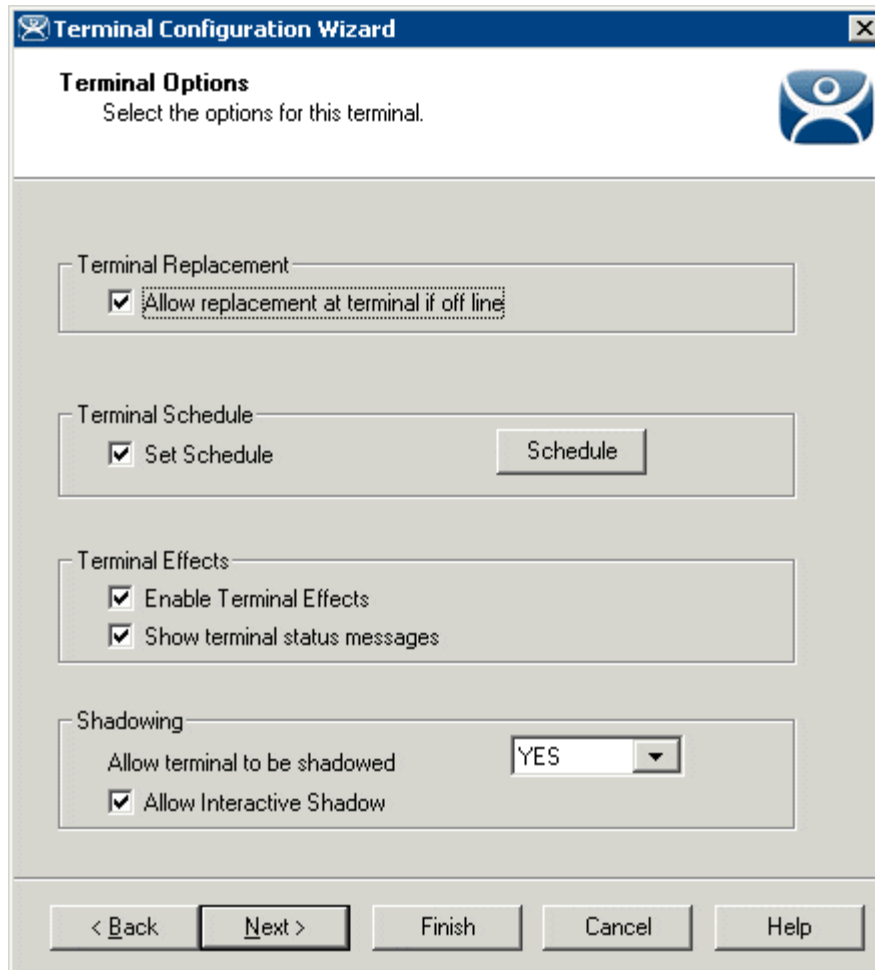 Terminal Configuration Wizard
Terminal Options
Select the options for this terminal.
Terminal Replacement
Allow replacement at terminal if off line
Terminal Schedule
Set Schedule
Schedule
Terminal Effects
Enable Terminal Effects
Show terminal status messages
Shadowing
Allow terminal to be shadowed
YES
Allow Interactive Shadow
< Back
Next >
Finish
Cancel
Help